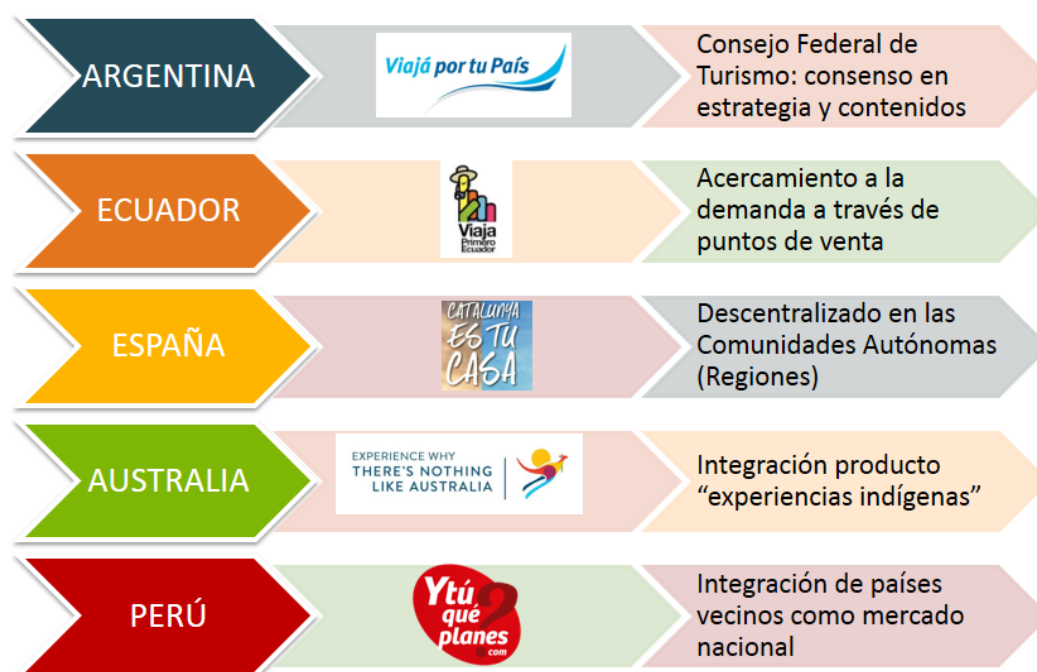 ARGENTINA
Viajá por tu País
Consejo Federal de
Turismo: consenso en
estrategia y contenidos
ECUADOR
Viaja
Primero
Ecuador
Acercamiento a la
demanda a través de
puntos de venta
ESPAÑA
CATALUNYA
ES TU
CASA
Descentralizado en las
Comunidades Autónomas
(Regiones)
AUSTRALIA
EXPERIENCE WHY
THERE'S NOTHING
LIKE AUSTRALIA
Integración producto
“experiencias indígenas”
PERÚ
Y tú
qué
planes?
.com
Integración de países
vecinos como mercado
nacional